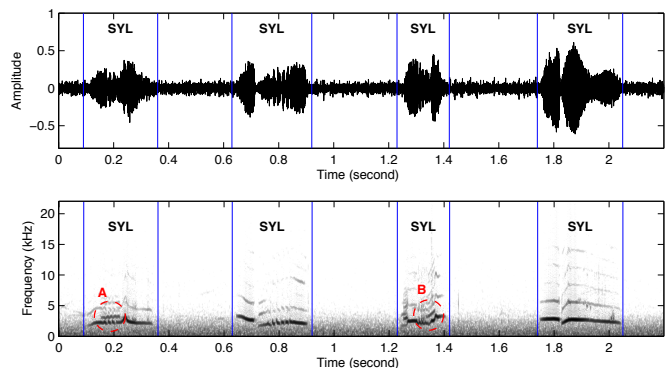 1
0.5
0
−0.5
Amplitude
SYL SYL SYL SYL
0 0.2 0.4 0.6 0.8 1 1.2 1.4 1.6 1.8 2
Time (second)
20
15
10
5
0
Frequency (kHz)
SYL SYL SYL SYL
A B
0 0.2 0.4 0.6 0.8 1 1.2 1.4 1.6 1.8 2
Time (second)